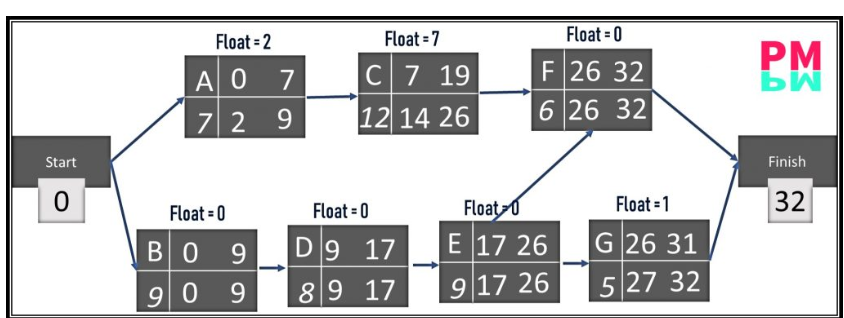 Float = 2
Float = 7
Float = 0
PM
PM
A 0 7
7 2 9
C 7 19
12 14 26
F 26 32
6 26 32
Start
0
Finish
32
Float = 0
Float = 0
Float = 0
Float = 1
B 0 9
9 0 9
D 9 17
8 9 17
E 17 26
9 17 26
G 26 31
5 27 32